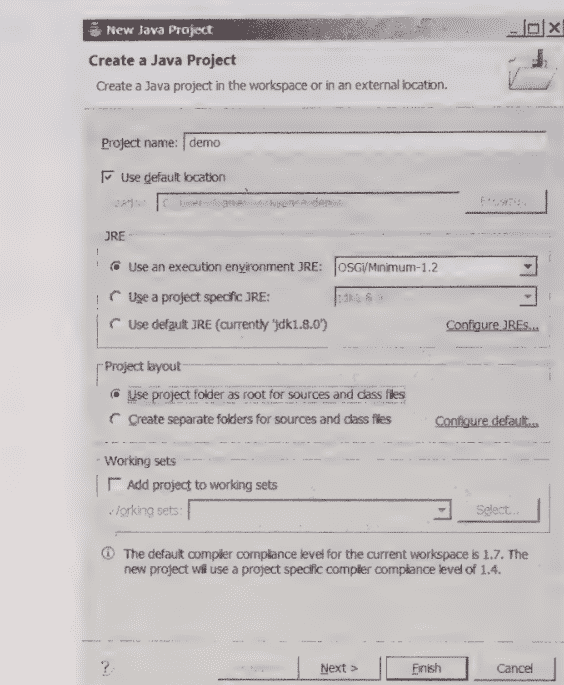 New Java Project
Create a Java Project
Create a Java project in the workspace or in an external location.
Project name: demo
Use default location
JRE
Use an execution environment JRE: OSGi/Minimum-1.2
Use a project specific JRE: jdk1.8.0
Use default JRE (currently 'jdk1.8.0') Configure JREs...
Project layout
Use project folder as root for sources and class files
Create separate folders for sources and class files Configure default...
Working sets
Add project to working sets
Working sets: Select...
The default compiler compliance level for the current workspace is 1.7. The
new project will use a project specific compiler compliance level of 1.4.
? Next > Finish Cancel